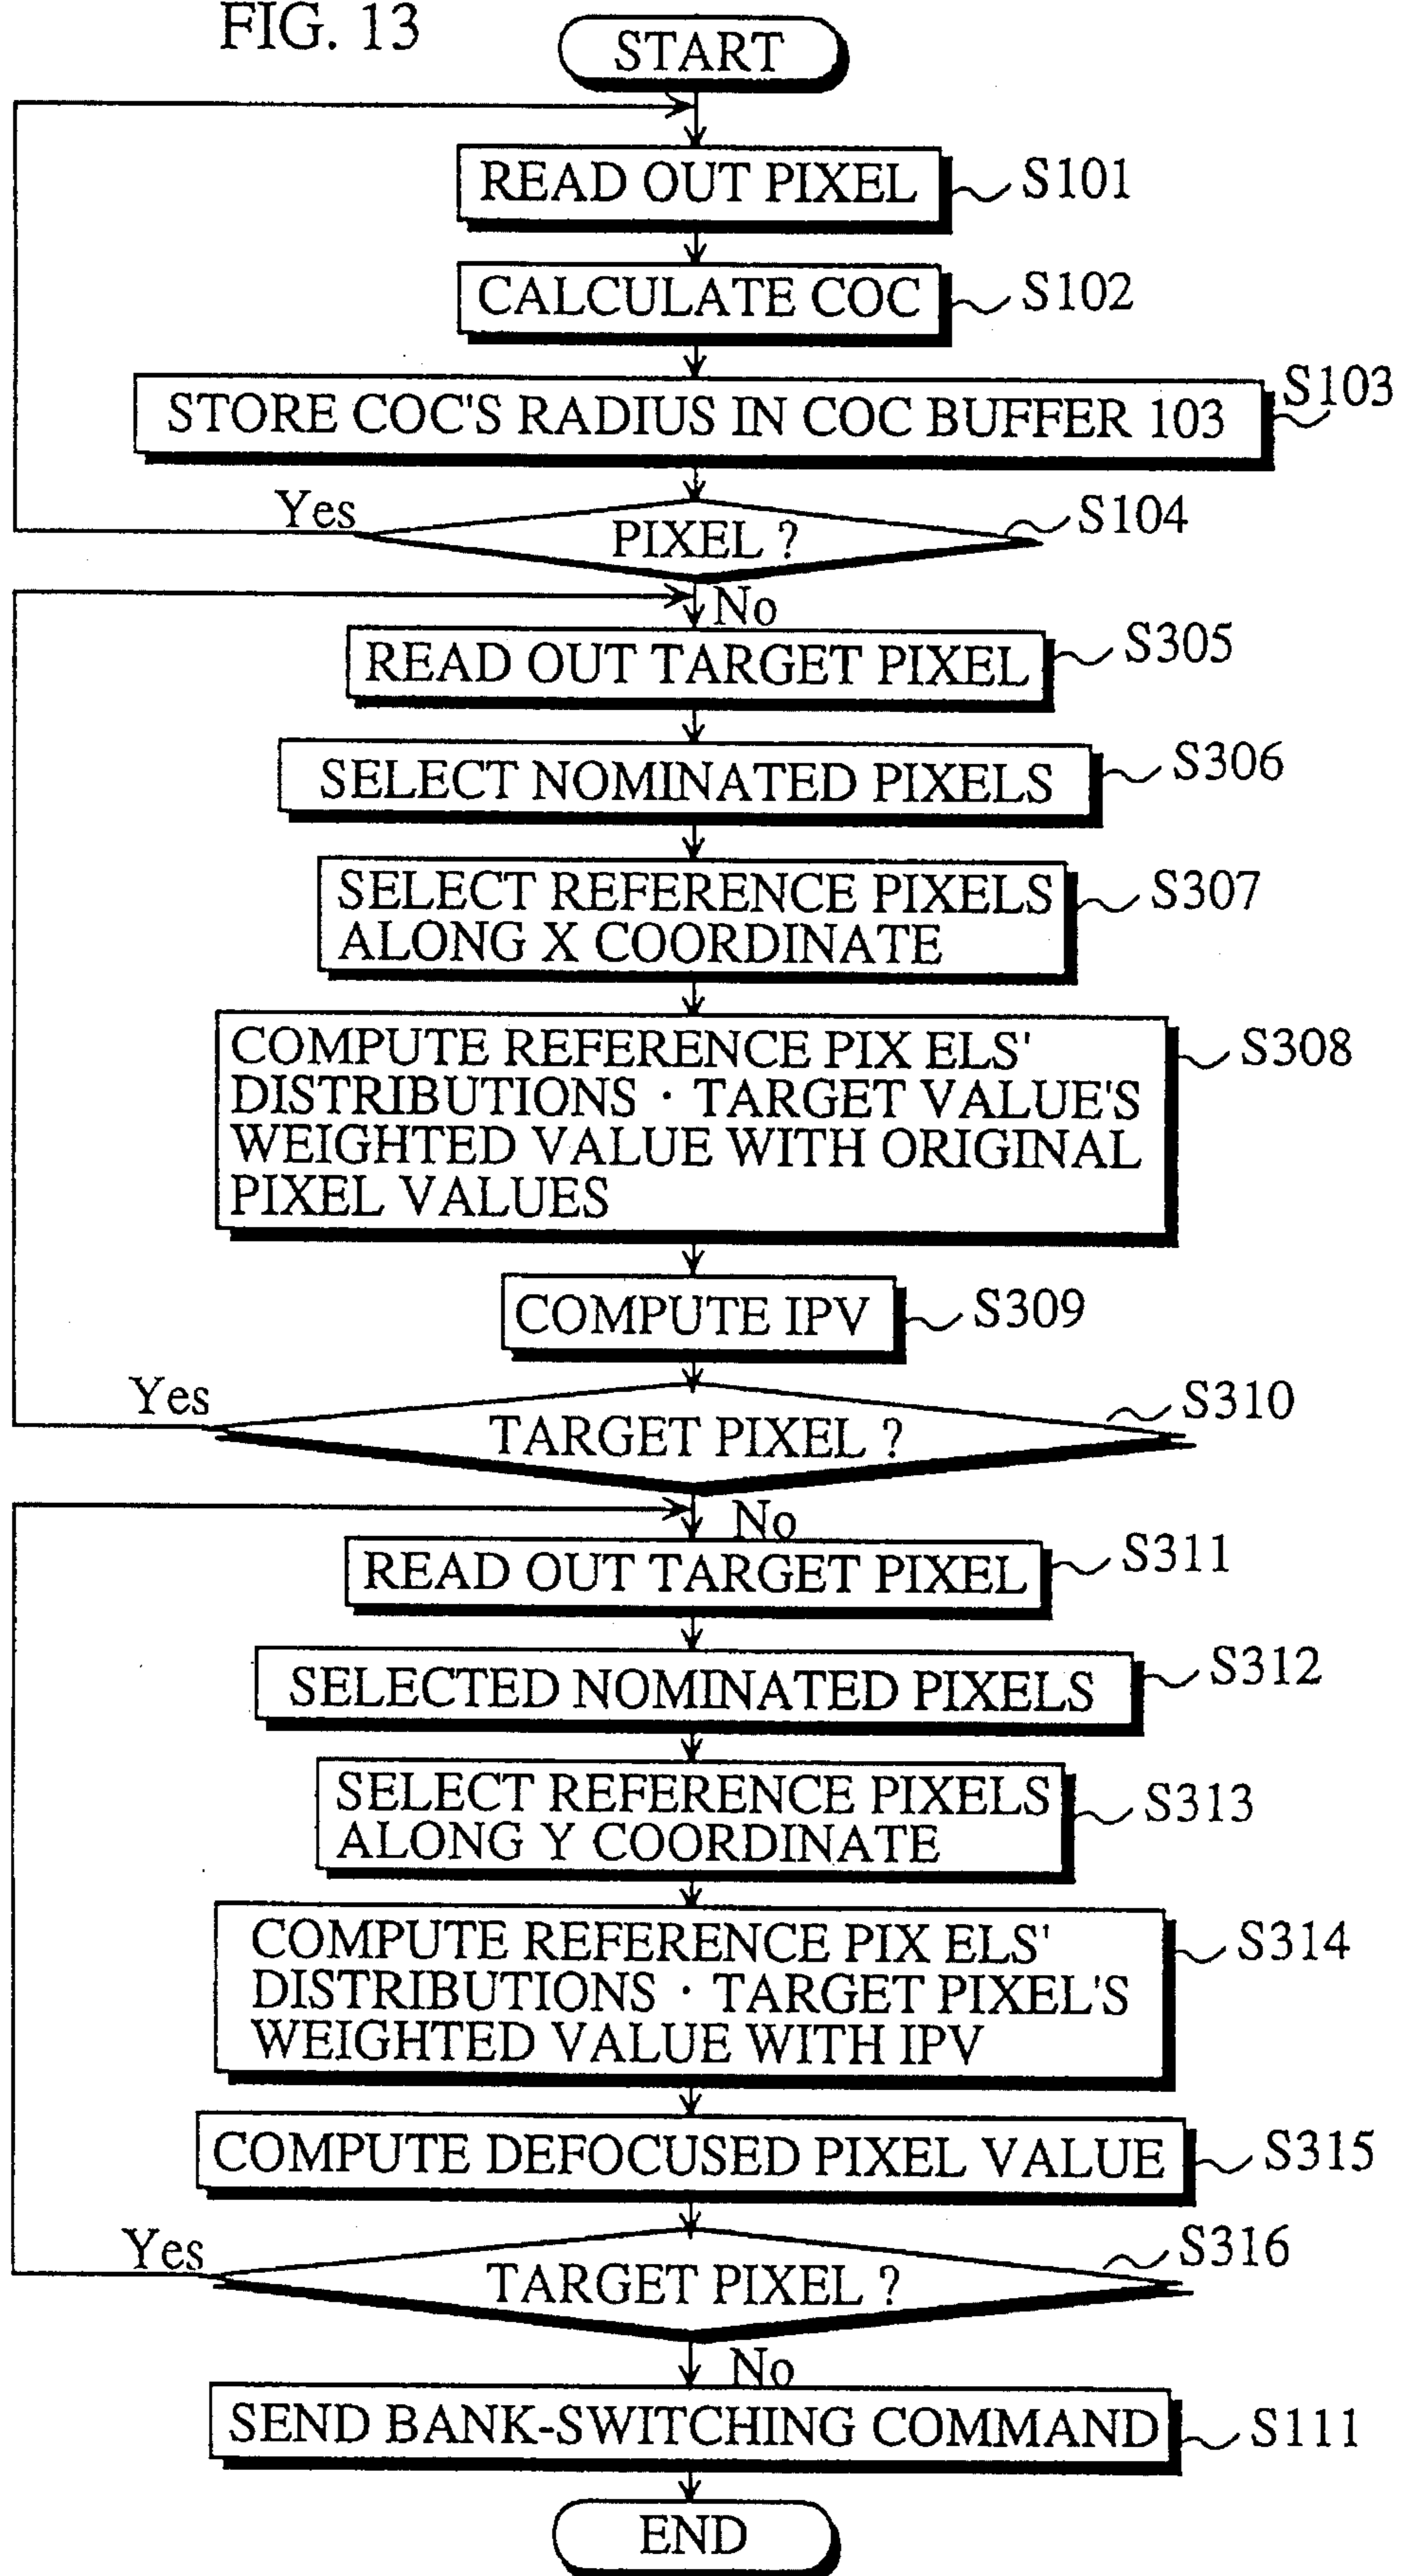 FIG. 13
START
READ OUT PIXEL
S101
CALCULATE COC
S102
STORE COC'S RADIUS IN COC BUFFER 103
S103
Yes
PIXEL ?
S104
No
READ OUT TARGET PIXEL
S305
SELECT NOMINATED PIXELS
S306
SELECT REFERENCE PIXELS
ALONG X COORDINATE
S307
COMPUTE REFERENCE PIX ELS'
DISTRIBUTIONS · TARGET VALUE'S
WEIGHTED VALUE WITH ORIGINAL
PIXEL VALUES
S308
COMPUTE IPV
S309
Yes
TARGET PIXEL ?
S310
No
READ OUT TARGET PIXEL
S311
SELECTED NOMINATED PIXELS
S312
SELECT REFERENCE PIXELS
ALONG Y COORDINATE
S313
COMPUTE REFERENCE PIX ELS'
DISTRIBUTIONS · TARGET PIXEL'S
WEIGHTED VALUE WITH IPV
S314
COMPUTE DEFOCUSED PIXEL VALUE
S315
Yes
TARGET PIXEL ?
S316
No
SEND BANK-SWITCHING COMMAND
S111
END